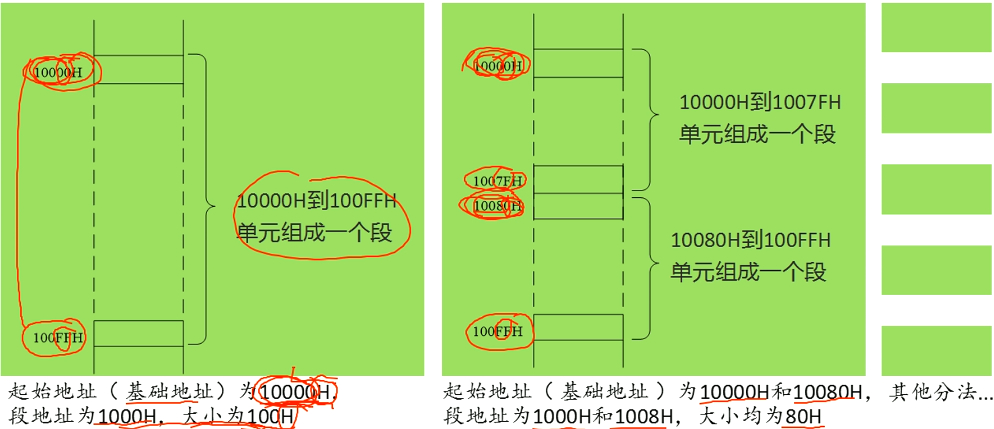 10000H
10000H到100FFH
单元组成一个段
100FFH
起始地址（基础地址）为10000H，
段地址为1000H，大小为100H
10000H
10000H到1007FH
单元组成一个段
1007FH
10080H
10080H到100FFH
单元组成一个段
100FFH
起始地址（基础地址）为10000H和10080H，
段地址为1000H和1008H，大小均为80H
其他分法...